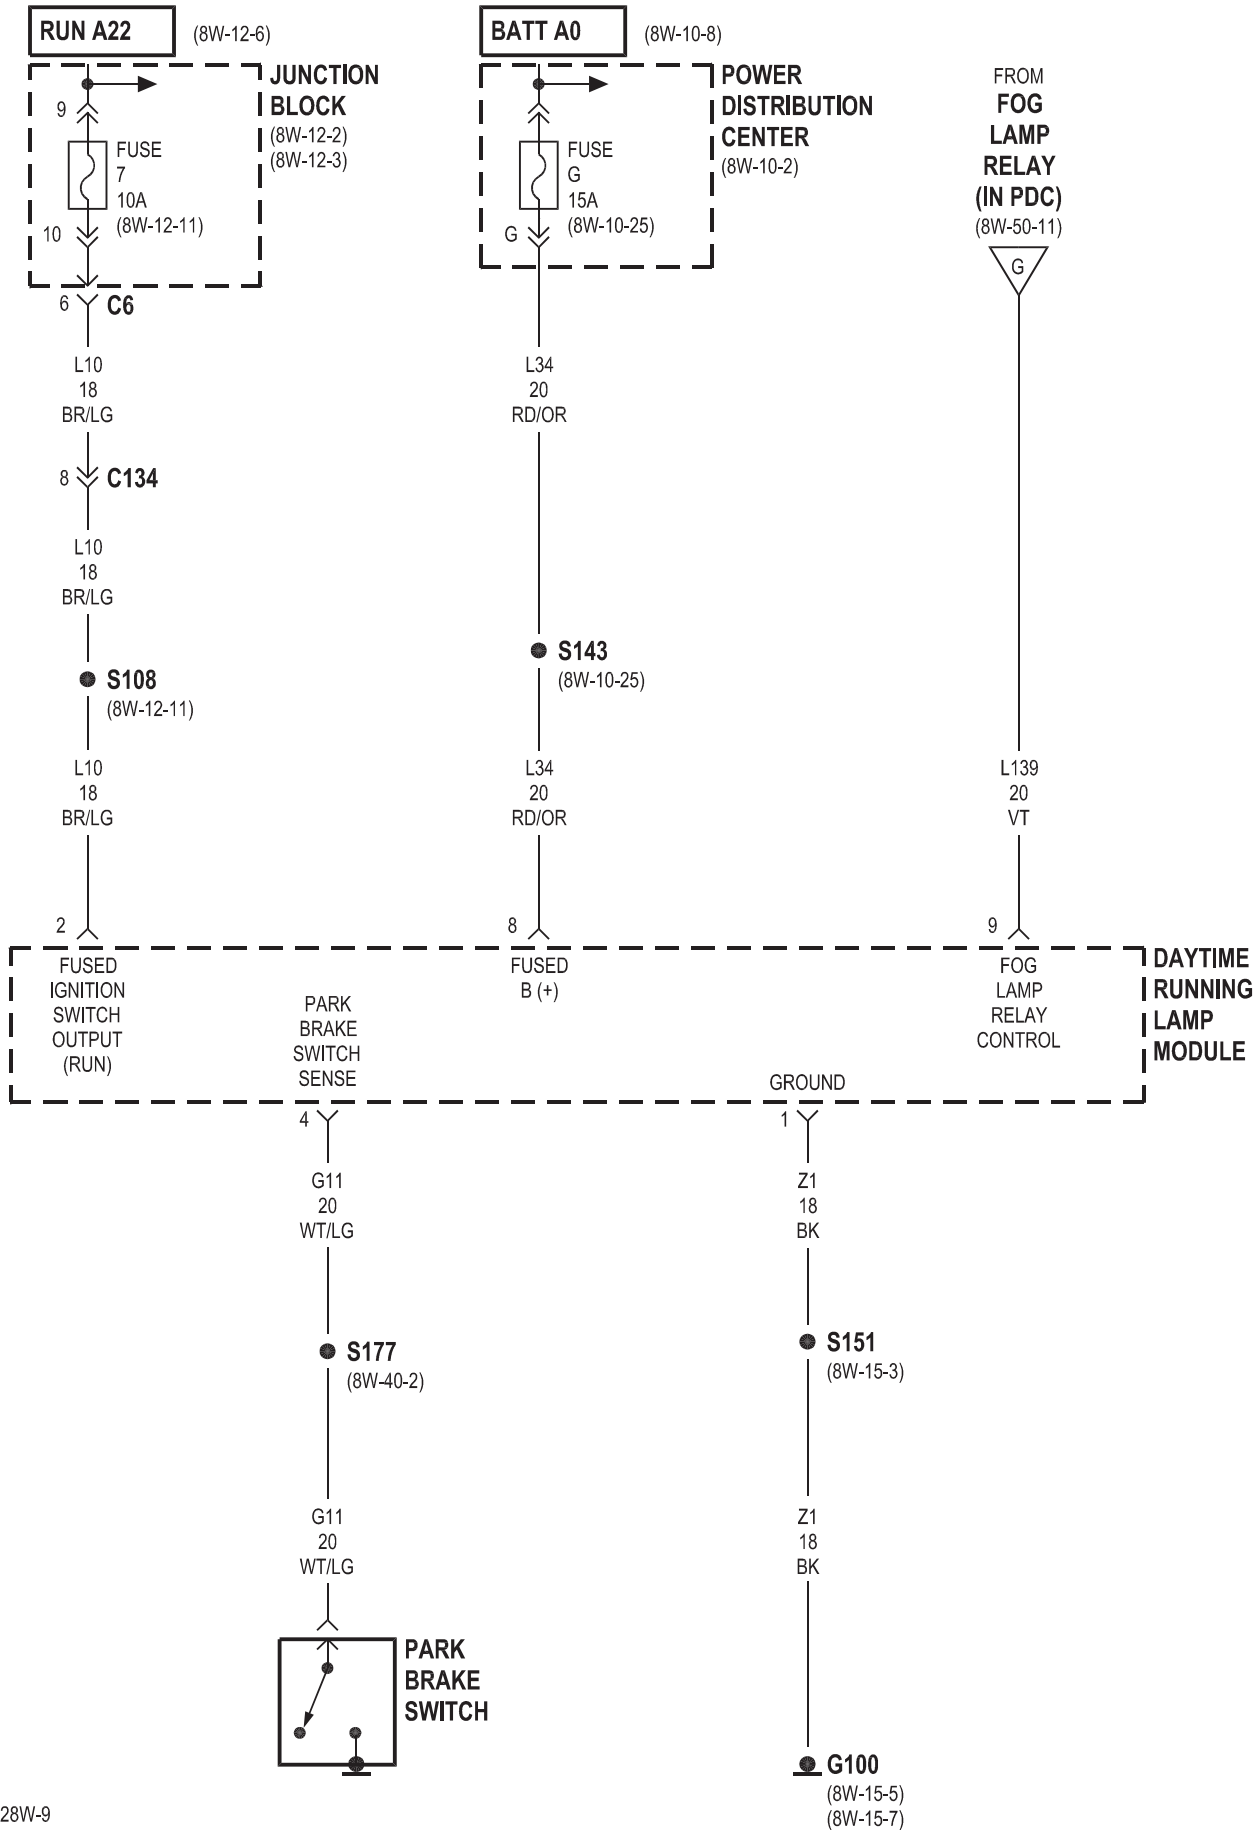 RUN A22
(8W-12-6)
BATT A0
(8W-10-8)
JUNCTION
BLOCK
(8W-12-2)
(8W-12-3)
9
FUSE
7
10A
(8W-12-11)
10
6
C6
POWER
DISTRIBUTION
CENTER
(8W-10-2)
FUSE
G
15A
(8W-10-25)
G
FROM
FOG
LAMP
RELAY
(IN PDC)
(8W-50-11)
G
L10
18
BR/LG
8
C134
L10
18
BR/LG
S108
(8W-12-11)
L10
18
BR/LG
2
L34
20
RD/OR
S143
(8W-10-25)
L34
20
RD/OR
8
L139
20
VT
9
FUSED
IGNITION
SWITCH
OUTPUT
(RUN)
PARK
BRAKE
SWITCH
SENSE
FUSED
B (+)
GROUND
FOG
LAMP
RELAY
CONTROL
DAYTIME
RUNNING
LAMP
MODULE
4
G11
20
WT/LG
S177
(8W-40-2)
G11
20
WT/LG
PARK
BRAKE
SWITCH
1
Z1
18
BK
S151
(8W-15-3)
Z1
18
BK
G100
(8W-15-5)
(8W-15-7)
28W-9